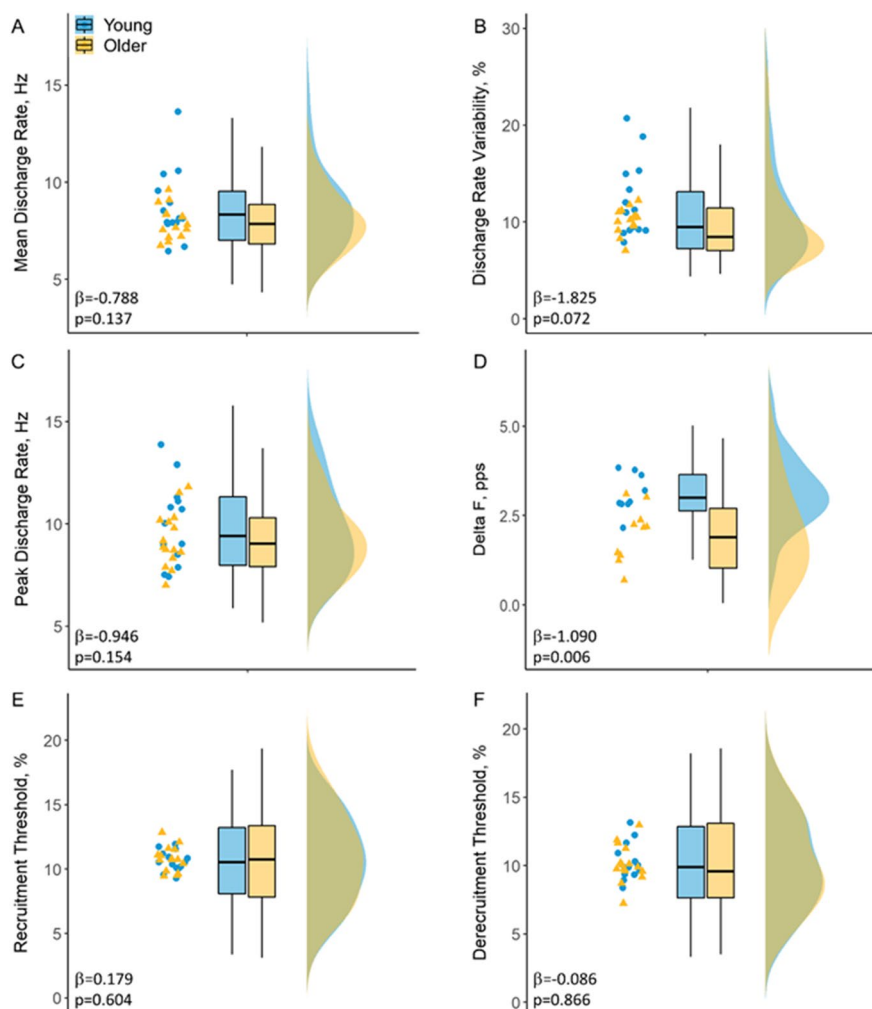 A
Young
Older
Mean Discharge Rate, Hz
15
10
5
β=-0.788
p=0.137
B
Discharge Rate Variability, %
30
20
10
0
β=-1.825
p=0.072
C
Peak Discharge Rate, Hz
15
10
5
β=-0.946
p=0.154
D
Delta F, pps
5.0
2.5
0.0
β=-1.090
p=0.006
E
Recruitment Threshold, %
20
15
10
5
0
β=0.179
p=0.604
F
Derecruitment Threshold, %
20
15
10
5
0
β=-0.086
p=0.866